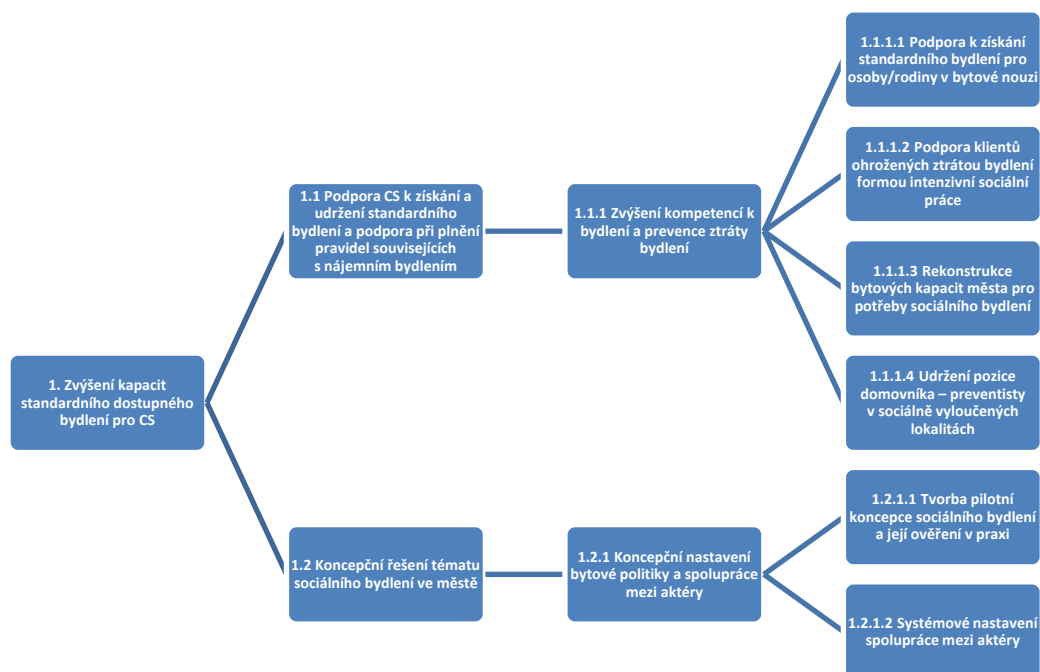 1. Zvýšení kapacit
standardního dostupného
bydlení pro CS
1.1 Podpora CS k získání a
udržení standardního
bydlení a podpora při plnění
pravidel souvisejících
s nájemním bydlením
1.1.1 Zvýšení kompetencí k
bydlení a prevence ztráty
bydlení
1.1.1.1 Podpora k získání
standardního bydlení pro
osoby/rodiny v bytové nouzi
1.1.1.2 Podpora klientů
ohrožených ztrátou bydlení
formou intenzivní sociální
práce
1.1.1.3 Rekonstrukce
bytových kapacit města pro
potřeby sociálního bydlení
1.1.1.4 Udržení pozice
domovníka – preventisty
v sociálně vyloučených
lokalitách
1.2 Koncepční řešení tématu
sociálního bydlení ve městě
1.2.1 Koncepční nastavení
bytové politiky a spolupráce
mezi aktéry
1.2.1.1 Tvorba pilotní
koncepce sociálního bydlení
a její ověření v praxi
1.2.1.2 Systémové nastavení
spolupráce mezi aktéry